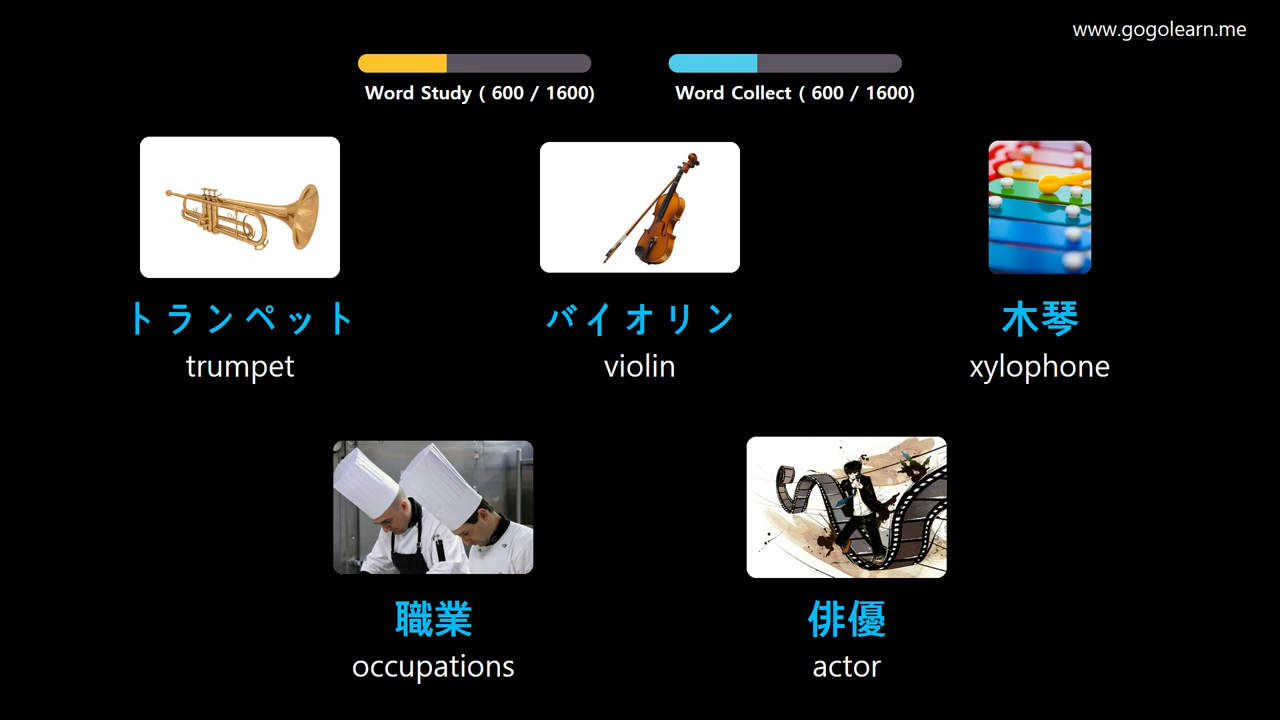 www.gogolearn.me
Word Study ( 600 / 1600)
Word Collect ( 600 / 1600)
トランペット
trumpet
バイオリン
violin
木琴
xylophone
職業
occupations
俳優
actor